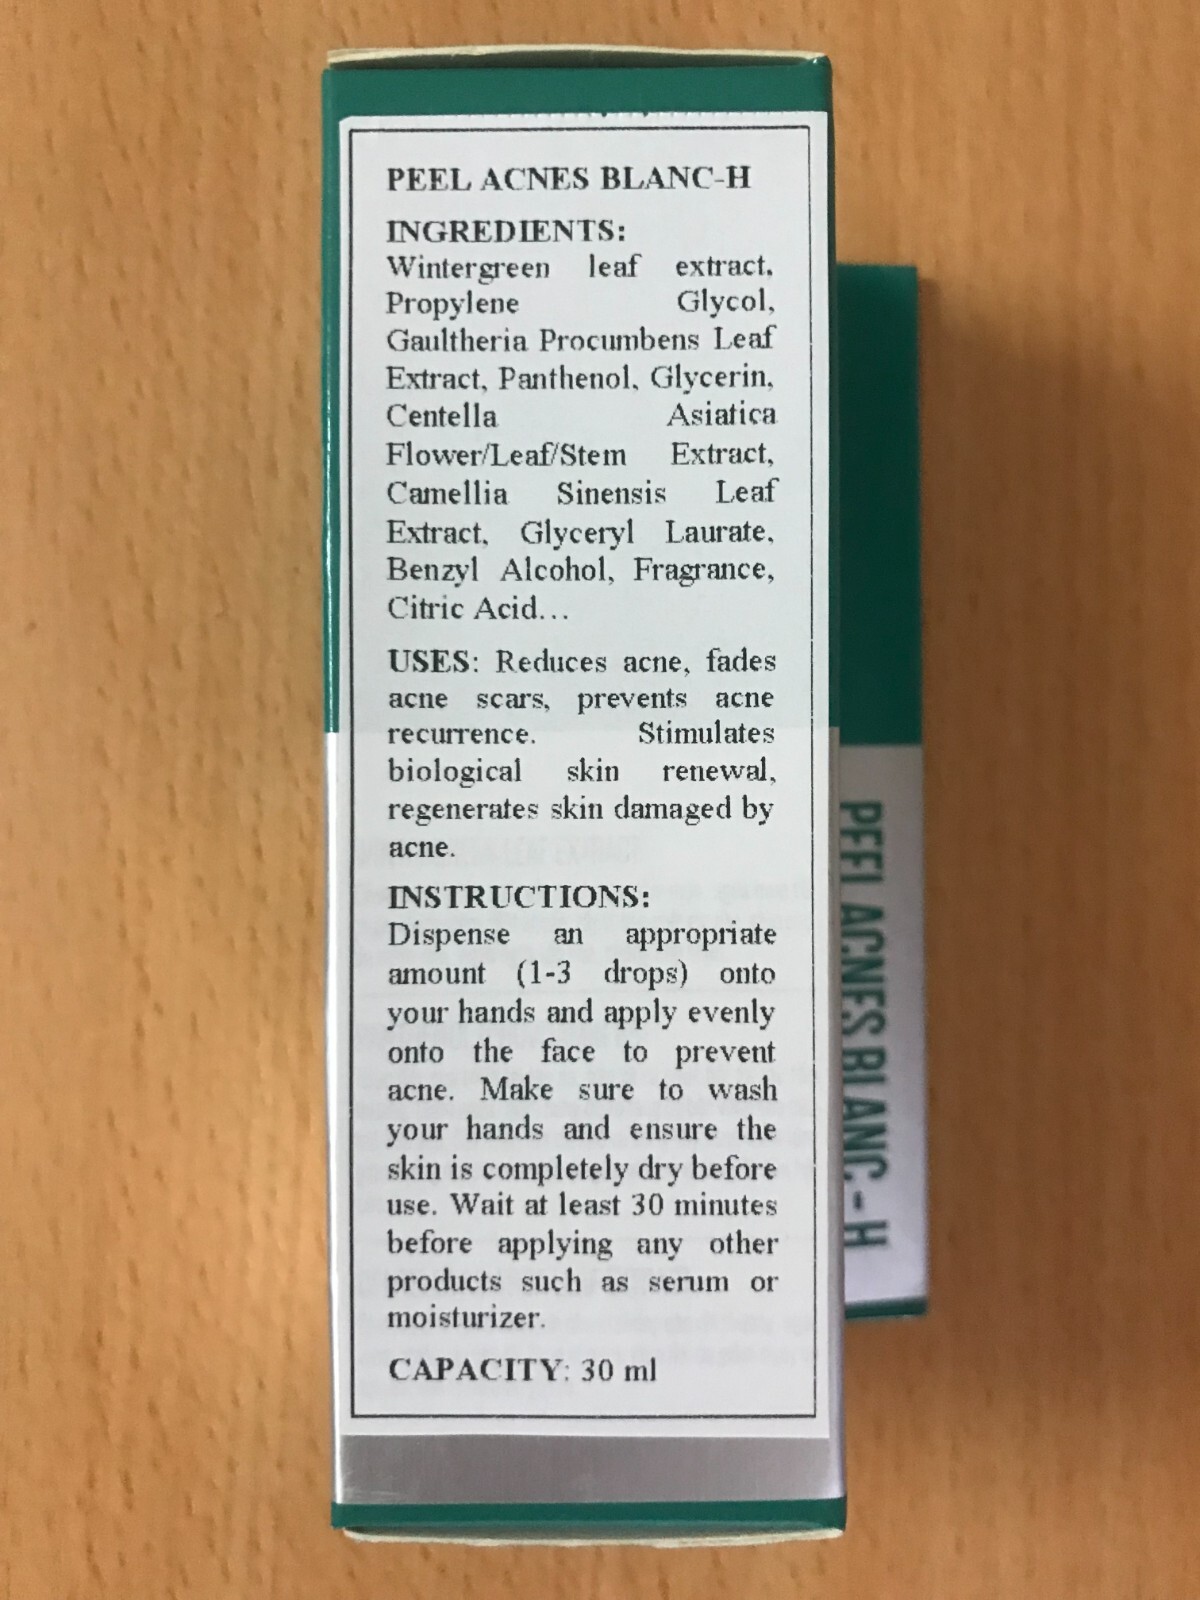 PEEL ACNES BLANC-H
INGREDIENTS:
Wintergreen leaf extract,
Propylene Glycol,
Gaultheria Procumbens Leaf
Extract, Panthenol, Glycerin,
Centella Asiatica
Flower/Leaf/Stem Extract,
Camellia Sinensis Leaf
Extract, Glyceryl Laurate,
Benzyl Alcohol, Fragrance,
Citric Acid...
USES: Reduces acne, fades
acne scars, prevents acne
recurrence. Stimulates
biological skin renewal,
regenerates skin damaged by
acne.
INSTRUCTIONS:
Dispense an appropriate
amount (1-3 drops) onto
your hands and apply evenly
onto the face to prevent
acne. Make sure to wash
your hands and ensure the
skin is completely dry before
use. Wait at least 30 minutes
before applying any other
products such as serum or
moisturizer.
CAPACITY: 30 ml
PEEL ACNES BLANC - H